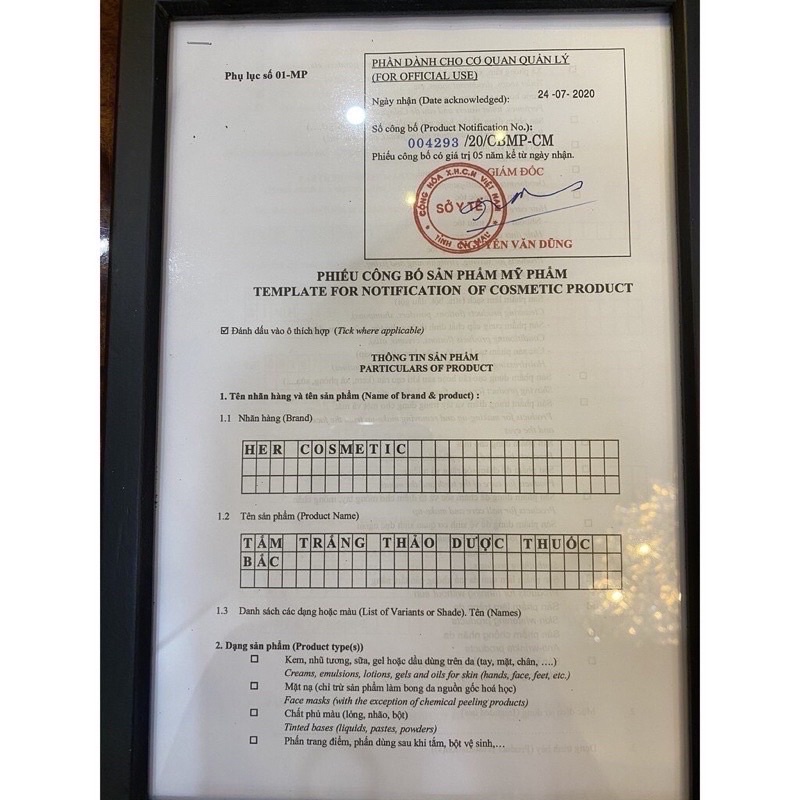 Phụ lục số 01-MP
PHẦN DÀNH CHO CƠ QUAN QUẢN LÝ
(FOR OFFICIAL USE)
Ngày nhận (Date acknowledged): 24-07-2020
Số công bố (Product Notification No.):
004293 /20/CBMP-CM
Phiếu công bố có giá trị 05 năm kể từ ngày nhận.
GIÁM ĐỐC
CỘNG HÒA X.H.C.N VIỆT NAM
SỞ Y TẾ
TỈNH CÀ MAU
NGUYỄN VĂN DŨNG
PHIẾU CÔNG BỐ SẢN PHẨM MỸ PHẨM
TEMPLATE FOR NOTIFICATION OF COSMETIC PRODUCT
☑ Đánh dấu vào ô thích hợp (Tick where applicable)
THÔNG TIN SẢN PHẨM
PARTICULARS OF PRODUCT
1. Tên nhãn hàng và tên sản phẩm (Name of brand & product) :
1.1 Nhãn hàng (Brand)
HER COSMETIC
1.2 Tên sản phẩm (Product Name)
TẮM TRẮNG THẢO DƯỢC THUỐC
BẮC
1.3 Danh sách các dạng hoặc màu (List of Variants or Shade). Tên (Names)
2. Dạng sản phẩm (Product type(s))
☐ Kem, nhũ tương, sữa, gel hoặc dầu dùng trên da (tay, mặt, chân, ….)
Creams, emulsions, lotions, gels and oils for skin (hands, face, feet, etc.)
☐ Mặt nạ (chỉ trừ sản phẩm làm bong da nguồn gốc hoá học)
Face masks (with the exception of chemical peeling products)
☐ Chất phủ màu (lỏng, nhão, bột)
Tinted bases (liquids, pastes, powders)
☐ Phấn trang điểm, phấn dùng sau khi tắm, bột vệ sinh,…